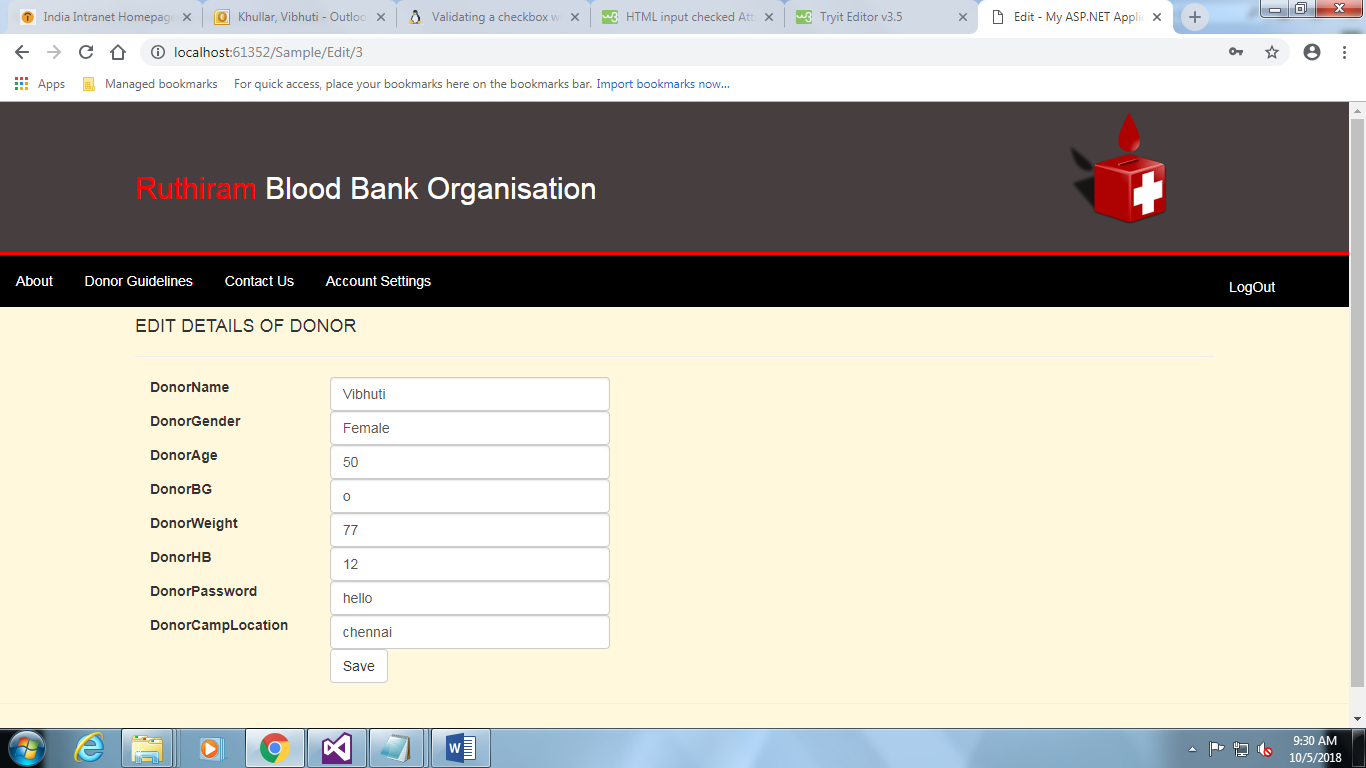 India Intranet Homepage
Khullar, Vibhuti - Outloo
Validating a checkbox w
HTML input checked Att
Tryit Editor v3.5
Edit - My ASP.NET Appli
localhost:61352/Sample/Edit/3
Apps
Managed bookmarks
For quick access, place your bookmarks here on the bookmarks bar. Import bookmarks now...
Ruthiram Blood Bank Organisation
About
Donor Guidelines
Contact Us
Account Settings
LogOut
EDIT DETAILS OF DONOR
DonorName
Vibhuti
DonorGender
Female
DonorAge
50
DonorBG
o
DonorWeight
77
DonorHB
12
DonorPassword
hello
DonorCampLocation
chennai
Save
9:30 AM
10/5/2018